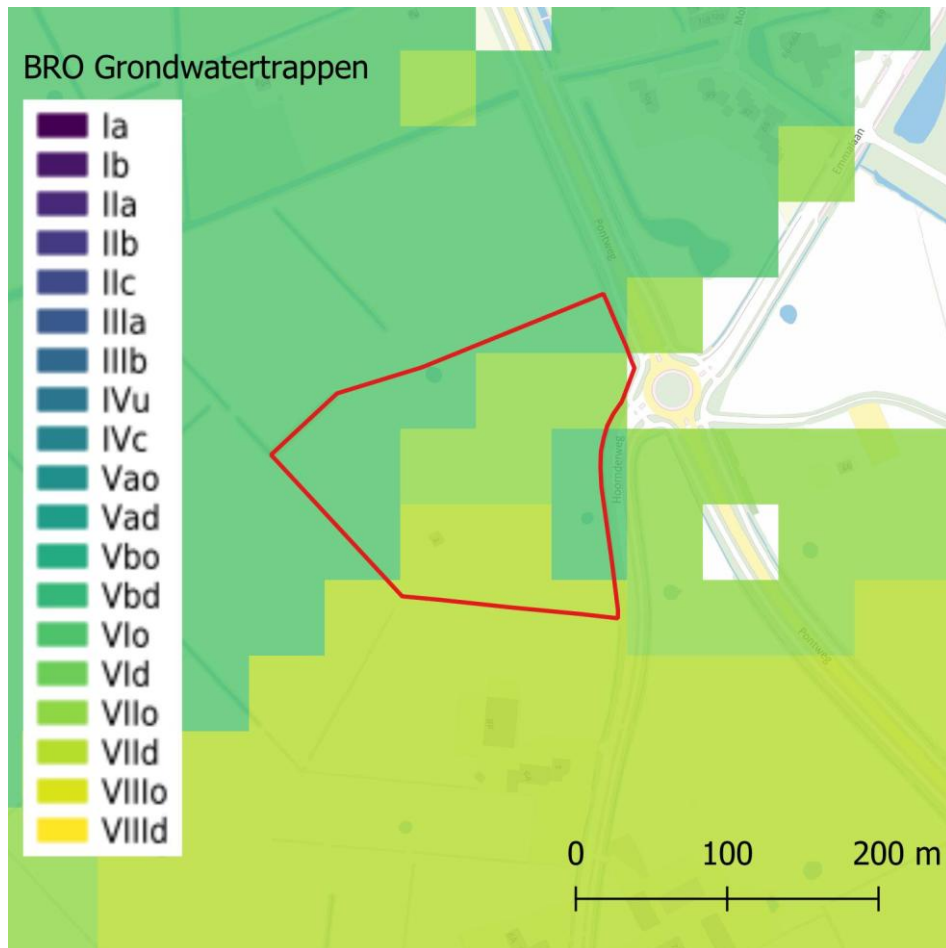 BRO Grondwatertrappen
Ia
Ib
IIa
IIb
IIc
IIIa
IIIb
IVu
IVc
Vao
Vad
Vbo
Vbd
VIo
VId
VIIo
VIId
VIIIo
VIIId
Emmalaan
Pontweg
Hoornderweg
Pontweg
0 100 200 m